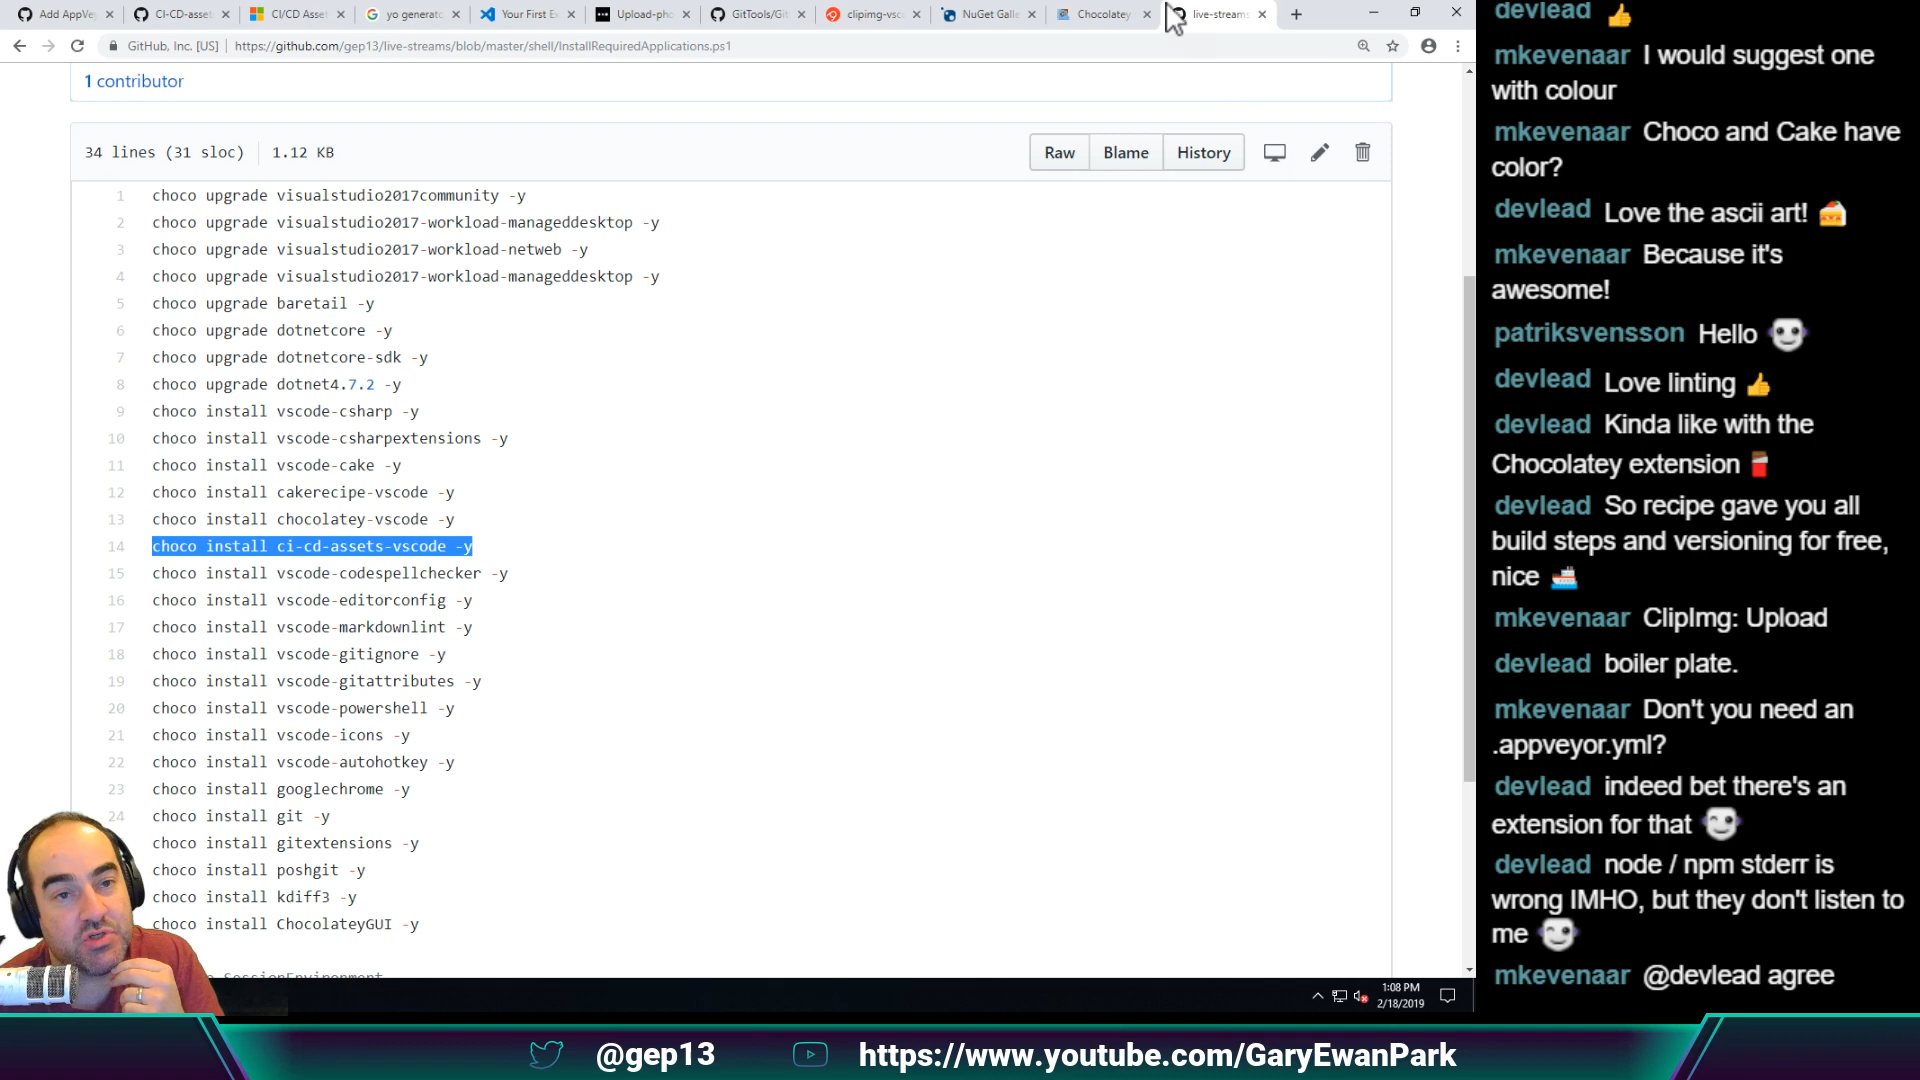 Add AppVey
CI-CD-asset
CI/CD Asset
yo generato
Your First E
Upload-pho
GitTools/Git
clipimg-vsc
NuGet Galle
Chocolatey
live-streams
GitHub, Inc. [US] | https://github.com/gep13/live-streams/blob/master/shell/InstallRequiredApplications.ps1
1 contributor
34 lines (31 sloc) 1.12 KB
Raw Blame History
1 choco upgrade visualstudio2017community -y
2 choco upgrade visualstudio2017-workload-manageddesktop -y
3 choco upgrade visualstudio2017-workload-netweb -y
4 choco upgrade visualstudio2017-workload-manageddesktop -y
5 choco upgrade baretail -y
6 choco upgrade dotnetcore -y
7 choco upgrade dotnetcore-sdk -y
8 choco upgrade dotnet4.7.2 -y
9 choco install vscode-csharp -y
10 choco install vscode-csharpextensions -y
11 choco install vscode-cake -y
12 choco install cakerecipe-vscode -y
13 choco install chocolatey-vscode -y
14 choco install ci-cd-assets-vscode -y
15 choco install vscode-codespellchecker -y
16 choco install vscode-editorconfig -y
17 choco install vscode-markdownlint -y
18 choco install vscode-gitignore -y
19 choco install vscode-gitattributes -y
20 choco install vscode-powershell -y
21 choco install vscode-icons -y
22 choco install vscode-autohotkey -y
23 choco install googlechrome -y
24 choco install git -y
choco install gitextensions -y
choco install poshgit -y
choco install kdiff3 -y
choco install ChocolateyGUI -y
SessionEnvironment
1:08 PM
2/18/2019
devlead 👍
mkevenaar I would suggest one
with colour
mkevenaar Choco and Cake have
color?
devlead Love the ascii art! 🍰
mkevenaar Because it's
awesome!
patriksvensson Hello
devlead Love linting 👍
devlead Kinda like with the
Chocolatey extension 🍫
devlead So recipe gave you all
build steps and versioning for free,
nice 🚢
mkevenaar ClipImg: Upload
devlead boiler plate.
mkevenaar Don't you need an
.appveyor.yml?
devlead indeed bet there's an
extension for that
devlead node / npm stderr is
wrong IMHO, but they don't listen to
me
mkevenaar @devlead agree
@gep13
https://www.youtube.com/GaryEwanPark